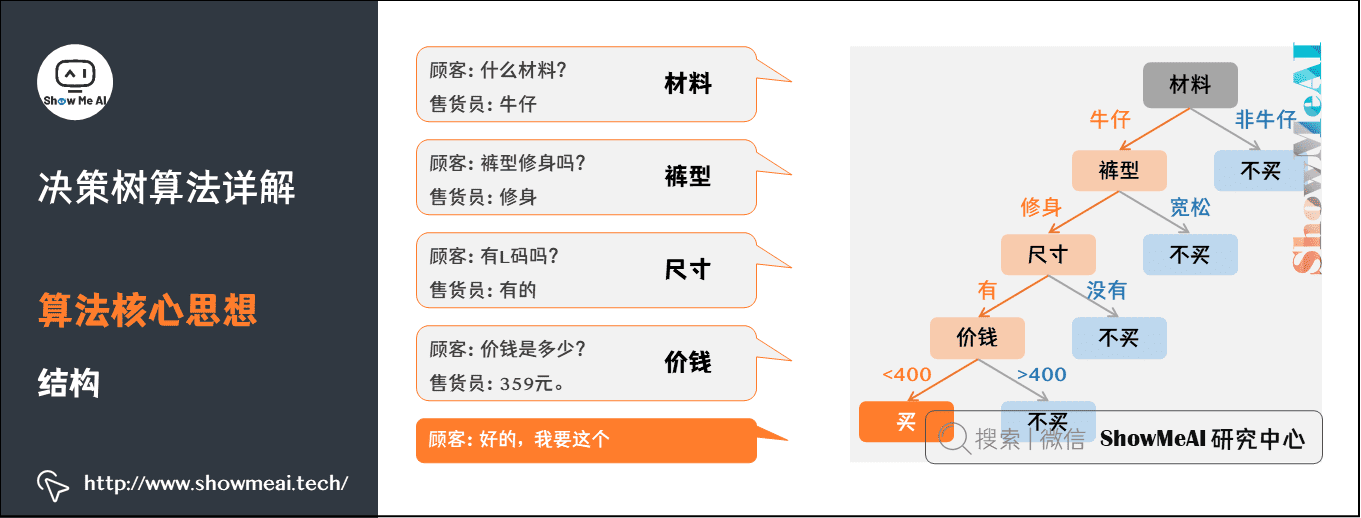 Show Me AI
决策树算法详解
算法核心思想
结构
http://www.showmeai.tech/
顾客: 什么材料?
售货员: 牛仔
材料
顾客: 裤型修身吗?
售货员: 修身
裤型
顾客: 有L码吗?
售货员: 有的
尺寸
顾客: 价钱是多少?
售货员: 359元。
价钱
顾客: 好的，我要这个
材料
牛仔
非牛仔
裤型
不买
修身
宽松
尺寸
不买
有
没有
价钱
不买
<400
>400
买
不买
搜索 | 微信 ShowMeAI 研究中心
ShowMeAI